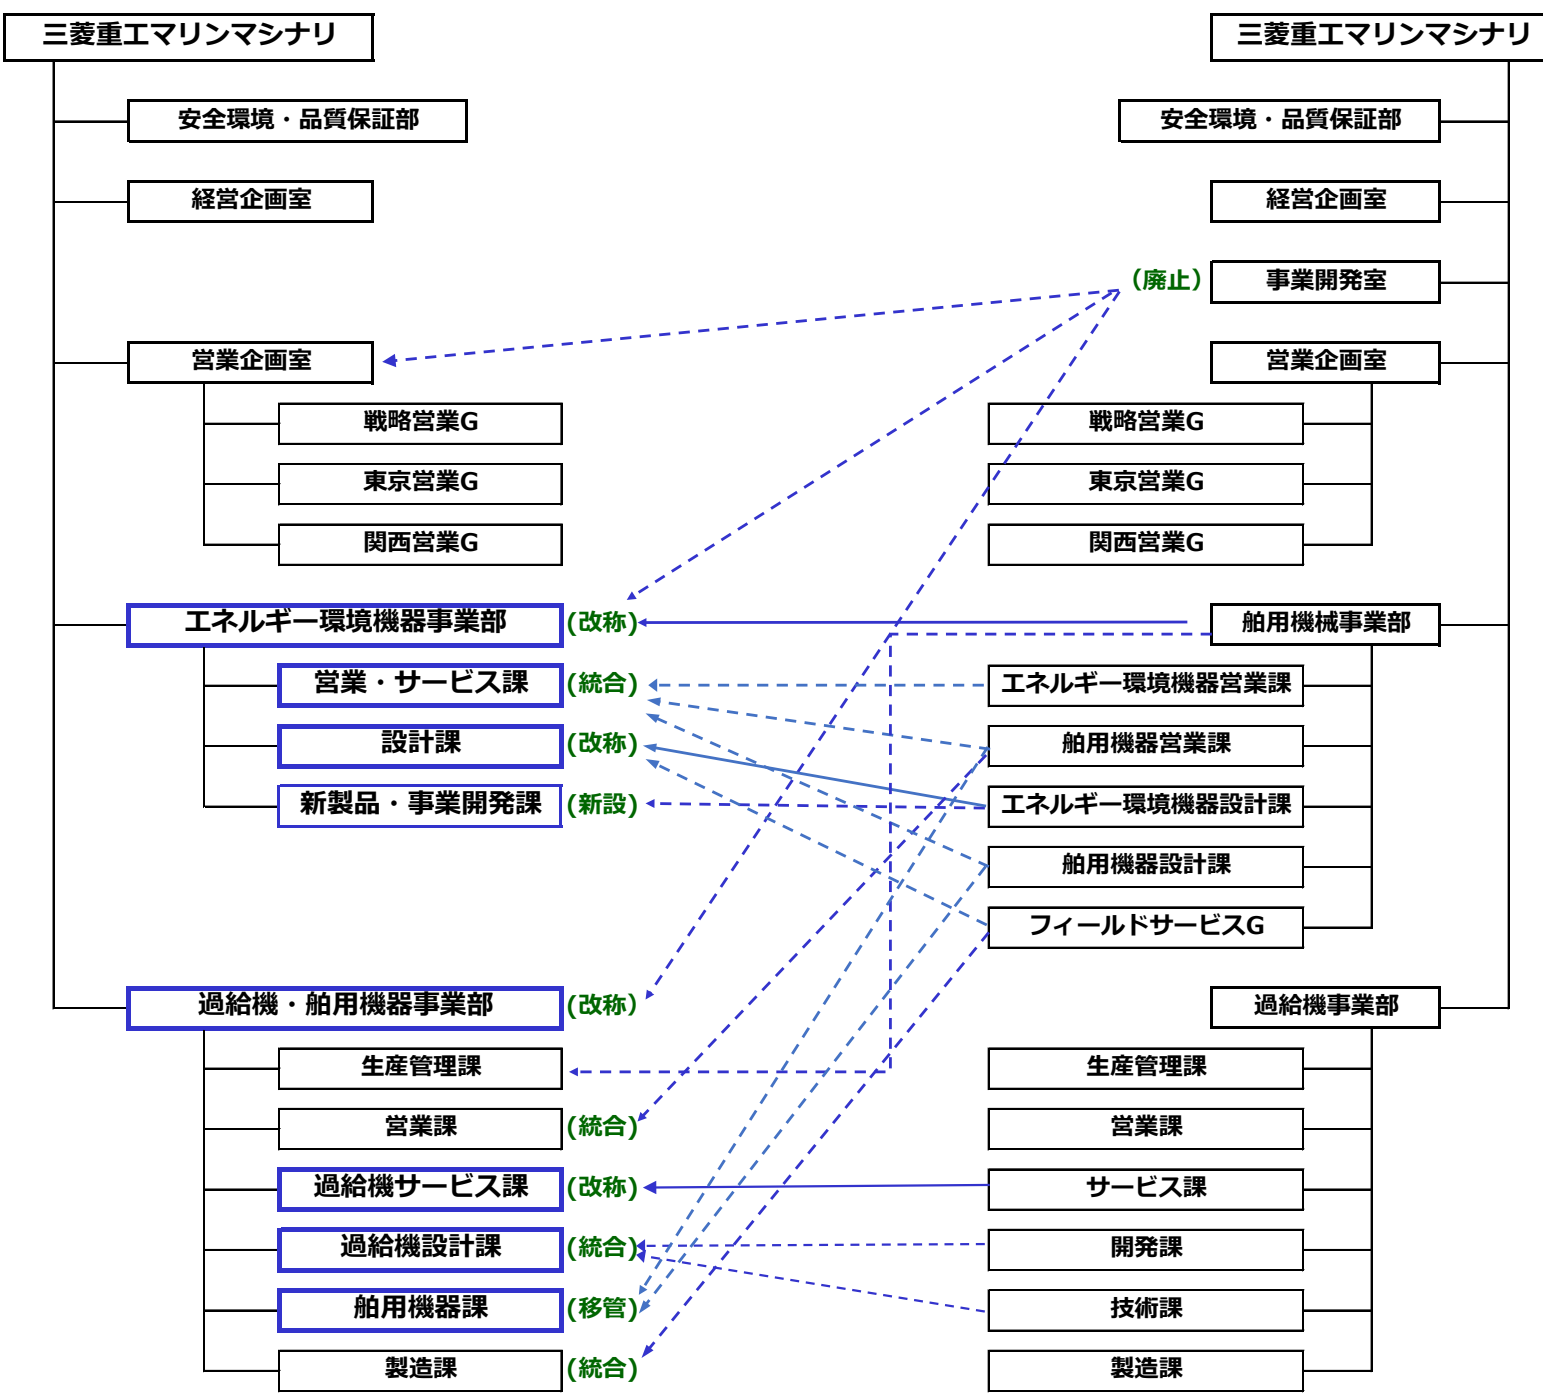 三菱重工マリンマシナリ
三菱重工マリンマシナリ
安全環境・品質保証部
安全環境・品質保証部
経営企画室
経営企画室
(廃止)
事業開発室
営業企画室
営業企画室
戦略営業G
戦略営業G
東京営業G
東京営業G
関西営業G
関西営業G
エネルギー環境機器事業部
(改称)
舶用機械事業部
営業・サービス課
(統合)
エネルギー環境機器営業課
設計課
(改称)
舶用機器営業課
新製品・事業開発課
(新設)
エネルギー環境機器設計課
舶用機器設計課
フィールドサービスG
過給機・舶用機器事業部
(改称)
過給機事業部
生産管理課
生産管理課
営業課
(統合)
営業課
過給機サービス課
(改称)
サービス課
過給機設計課
(統合)
開発課
舶用機器課
(移管)
技術課
製造課
(統合)
製造課